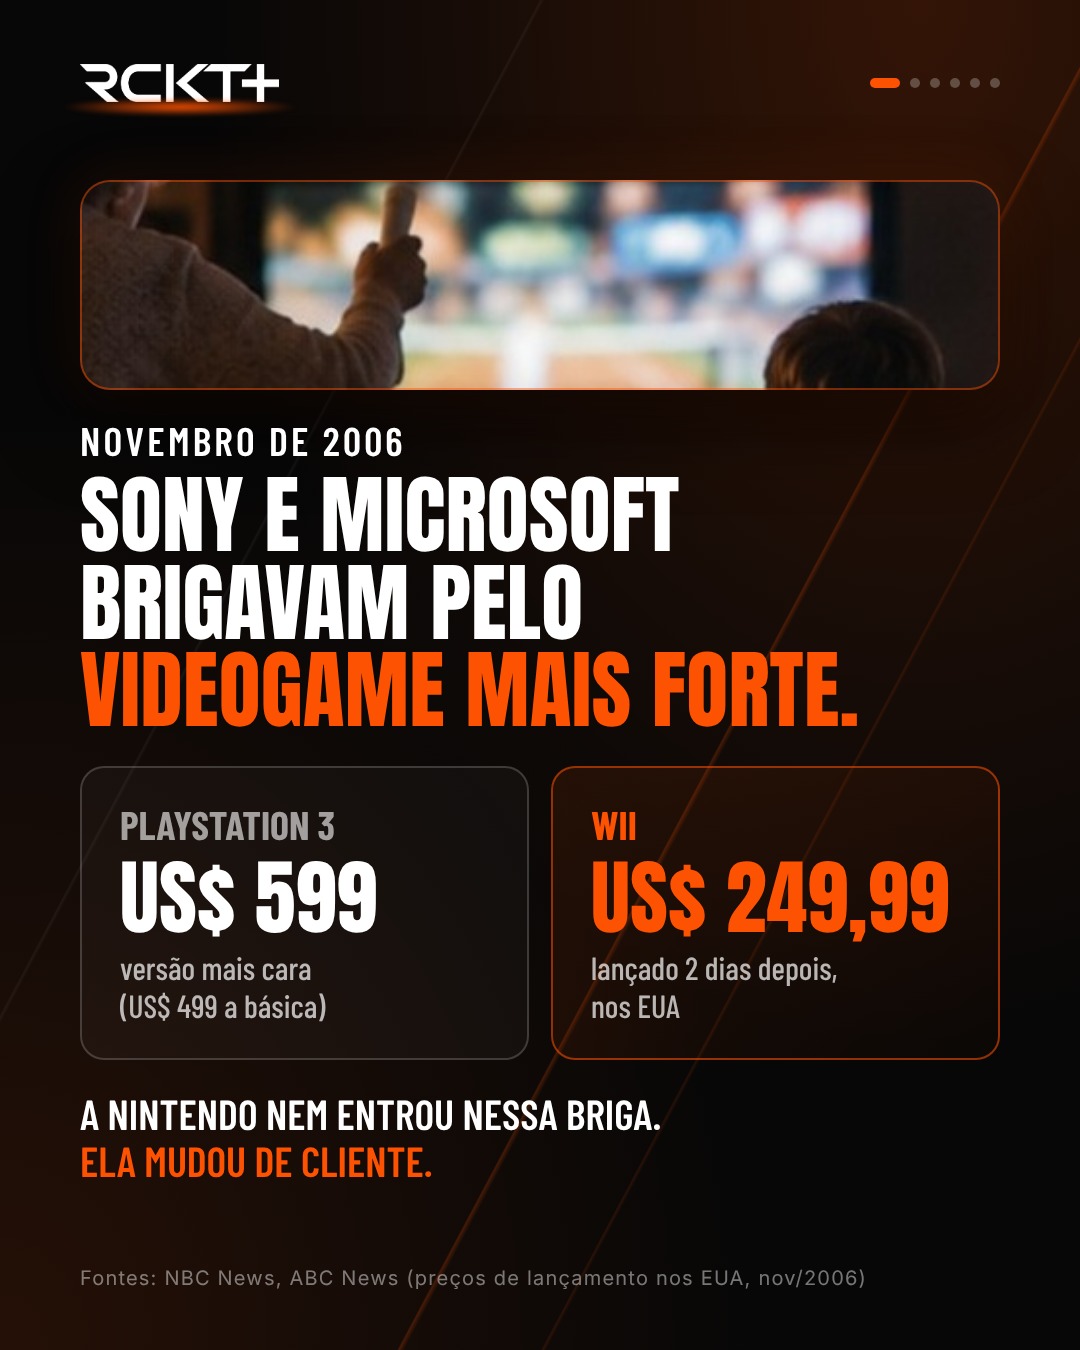 RCKT+
NOVEMBRO DE 2006
SONY E MICROSOFT
BRIGAVAM PELO
VIDEOGAME MAIS FORTE.
PLAYSTATION 3
US$ 599
versão mais cara
(US$ 499 a básica)
WII
US$ 249,99
lançado 2 dias depois,
nos EUA
A NINTENDO NEM ENTROU NESSA BRIGA.
ELA MUDOU DE CLIENTE.
Fontes: NBC News, ABC News (preços de lançamento nos EUA, nov/2006)